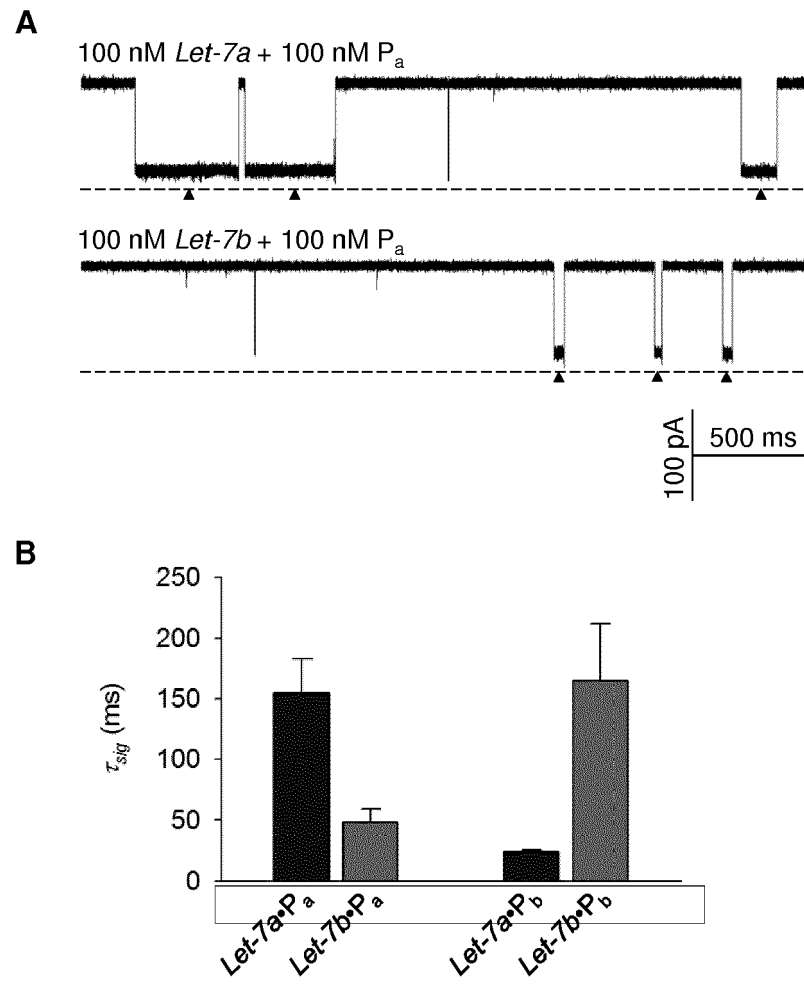 A
100 nM Let-7a + 100 nM Pa
100 nM Let-7b + 100 nM Pa
100 pA
500 ms
B
250
200
150
100
50
0
τsig (ms)
Let-7a•Pa
Let-7b•Pa
Let-7a•Pb
Let-7b•Pb